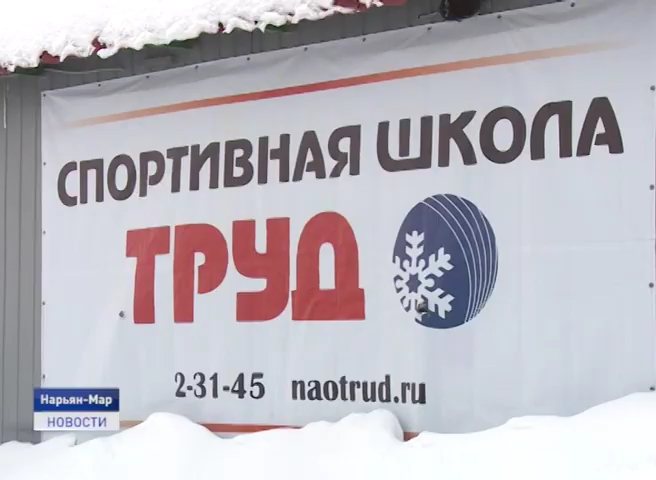 СПОРТИВНАЯ ШКОЛА
ТРУД
2-31-45 naotrud.ru
Нарьян-Мар
НОВОСТИ